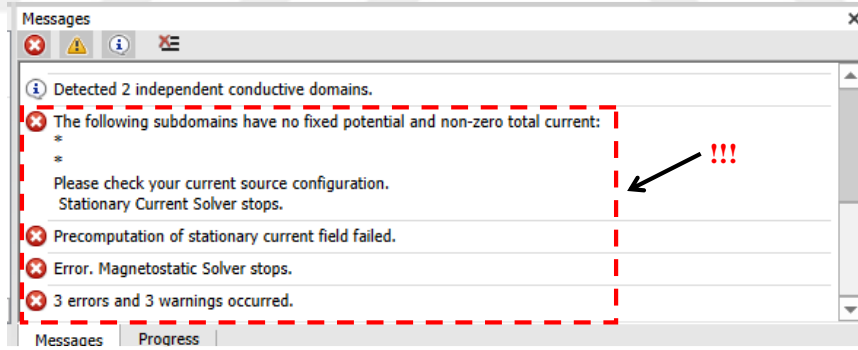 Messages
Detected 2 independent conductive domains.
The following subdomains have no fixed potential and non-zero total current:
*
*
Please check your current source configuration.
Stationary Current Solver stops.
!!!
Precomputation of stationary current field failed.
Error. Magnetostatic Solver stops.
3 errors and 3 warnings occurred.
Messages
Progress